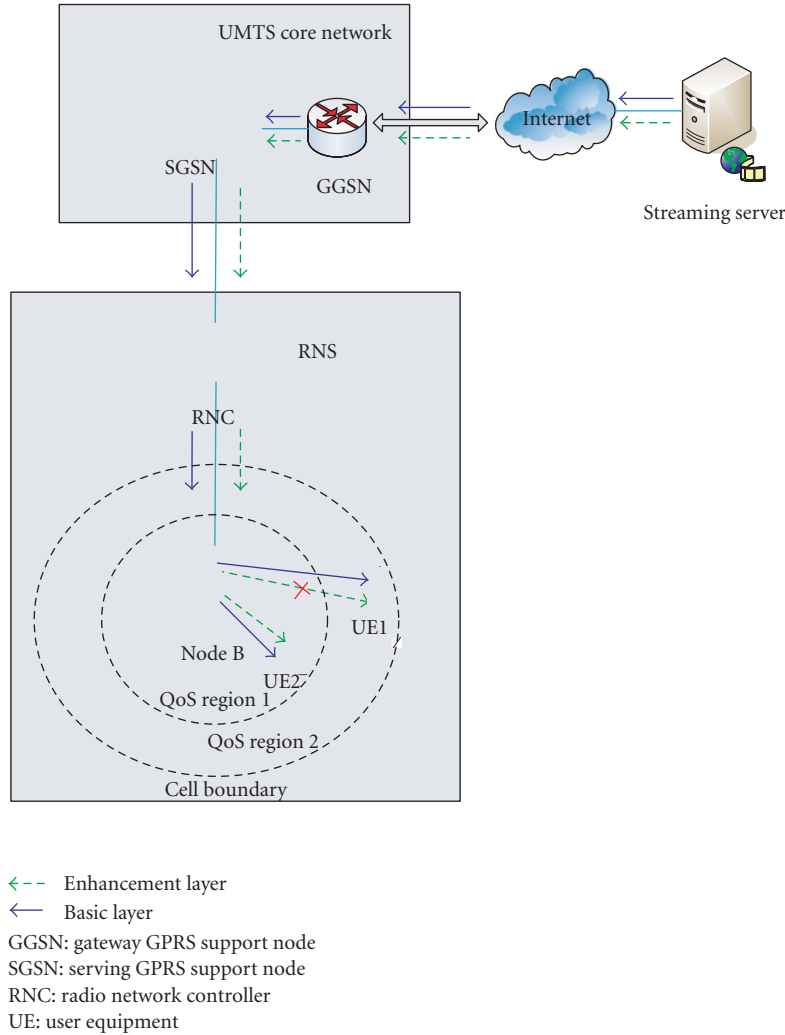 UMTS core network
Internet
SGSN
GGSN
Streaming server
RNS
RNC
UE1
Node B
UE2
QoS region 1
QoS region 2
Cell boundary
Enhancement layer
Basic layer
GGSN: gateway GPRS support node
SGSN: serving GPRS support node
RNC: radio network controller
UE: user equipment